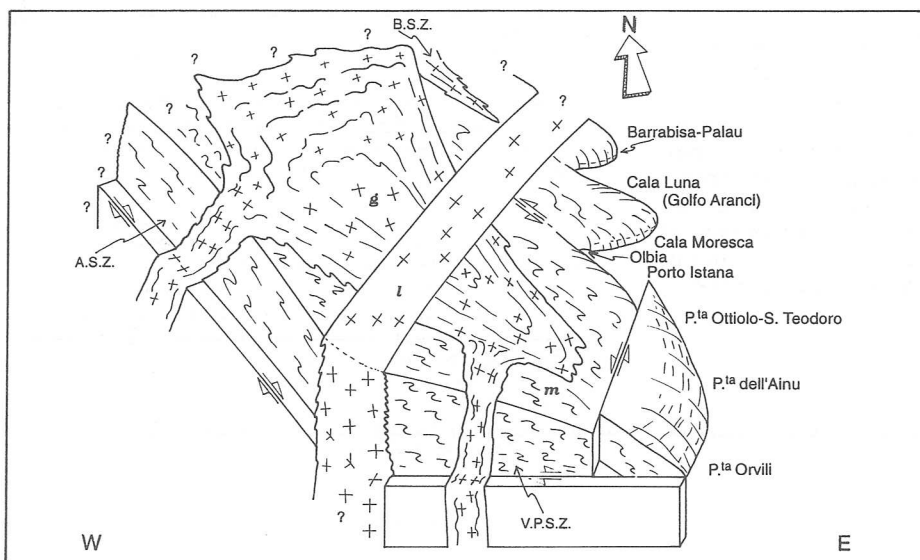 B.S.Z.
N
?
?
?
?
?
?
?
Barrabisa-Palau
Cala Luna
(Golfo Aranci)
g
?
A.S.Z.
Cala Moresca
Olbia
Porto Istana
l
P.ta Ottiolo-S. Teodoro
m
P.ta dell'Ainu
P.ta Orvili
?
V.P.S.Z.
W
E